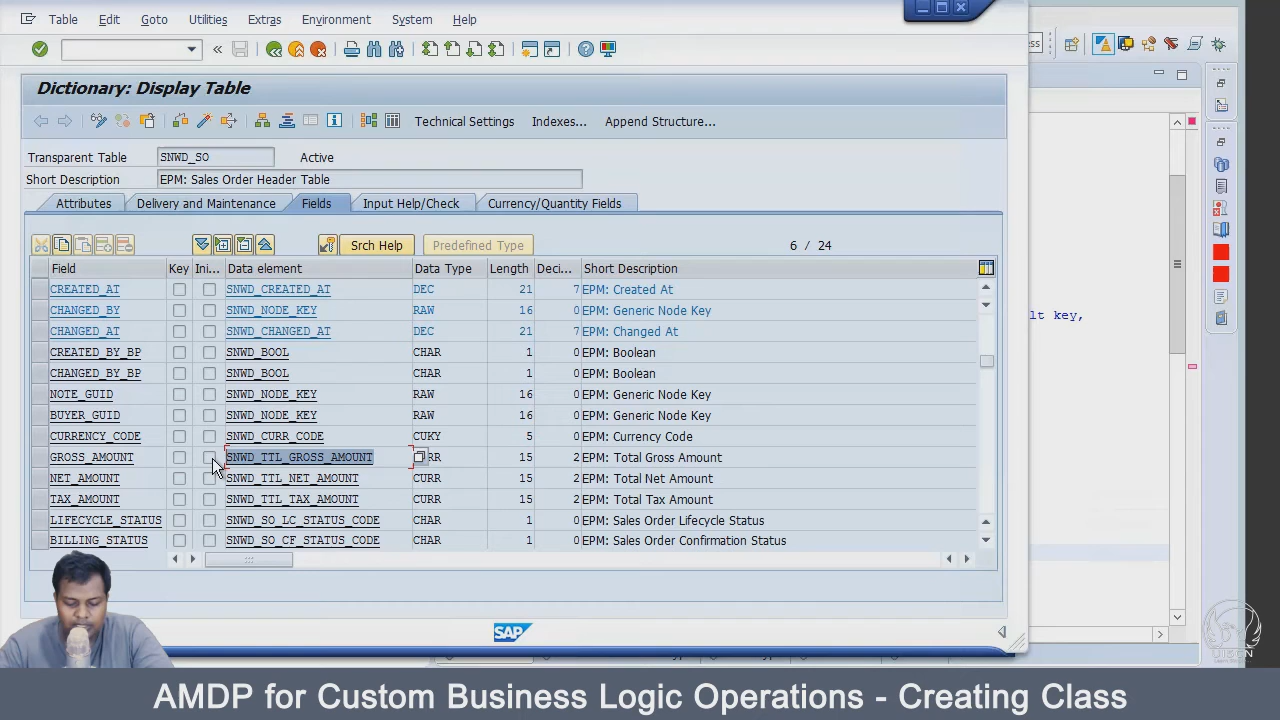 Table Edit Goto Utilities Extras Environment System Help
Dictionary: Display Table
Technical Settings Indexes... Append Structure...
Transparent Table SNWD_SO Active
Short Description EPM: Sales Order Header Table
Attributes Delivery and Maintenance Fields Input Help/Check Currency/Quantity Fields
Srch Help Predefined Type 6 / 24
Field Key Ini... Data element Data Type Length Deci... Short Description
CREATED_AT SNWD_CREATED_AT DEC 21 7 EPM: Created At
CHANGED_BY SNWD_NODE_KEY RAW 16 0 EPM: Generic Node Key
CHANGED_AT SNWD_CHANGED_AT DEC 21 7 EPM: Changed At
lt key,
CREATED_BY_BP SNWD_BOOL CHAR 1 0 EPM: Boolean
CHANGED_BY_BP SNWD_BOOL CHAR 1 0 EPM: Boolean
NOTE_GUID SNWD_NODE_KEY RAW 16 0 EPM: Generic Node Key
BUYER_GUID SNWD_NODE_KEY RAW 16 0 EPM: Generic Node Key
CURRENCY_CODE SNWD_CURR_CODE CUKY 5 0 EPM: Currency Code
GROSS_AMOUNT SNWD_TTL_GROSS_AMOUNT RR 15 2 EPM: Total Gross Amount
NET_AMOUNT SNWD_TTL_NET_AMOUNT CURR 15 2 EPM: Total Net Amount
TAX_AMOUNT SNWD_TTL_TAX_AMOUNT CURR 15 2 EPM: Total Tax Amount
LIFECYCLE_STATUS SNWD_SO_LC_STATUS_CODE CHAR 1 0 EPM: Sales Order Lifecycle Status
BILLING_STATUS SNWD_SO_CF_STATUS_CODE CHAR 1 0 EPM: Sales Order Confirmation Status
SAP
AMDP for Custom Business Logic Operations - Creating Class